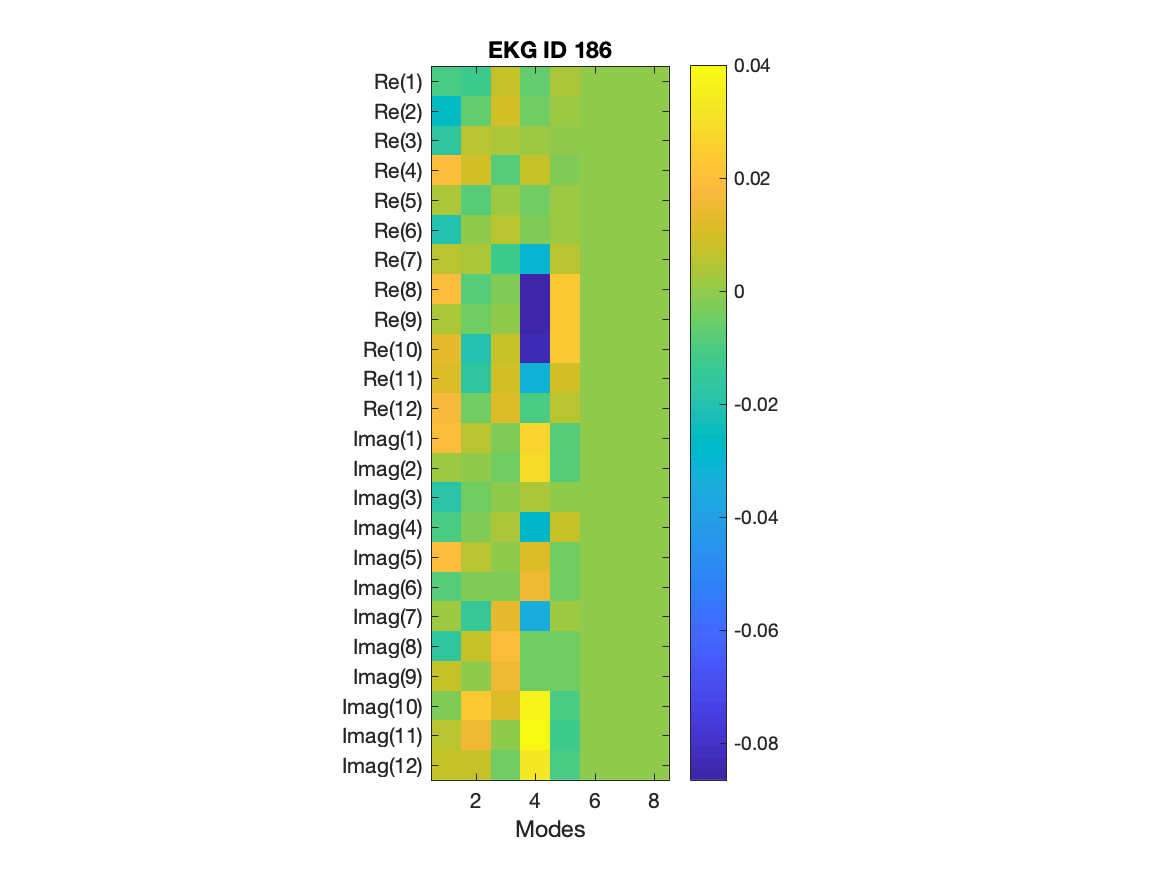 EKG ID 186
Re(1)
Re(2)
Re(3)
Re(4)
Re(5)
Re(6)
Re(7)
Re(8)
Re(9)
Re(10)
Re(11)
Re(12)
Imag(1)
Imag(2)
Imag(3)
Imag(4)
Imag(5)
Imag(6)
Imag(7)
Imag(8)
Imag(9)
Imag(10)
Imag(11)
Imag(12)
2 4 6 8
Modes
0.04
0.02
0
-0.02
-0.04
-0.06
-0.08